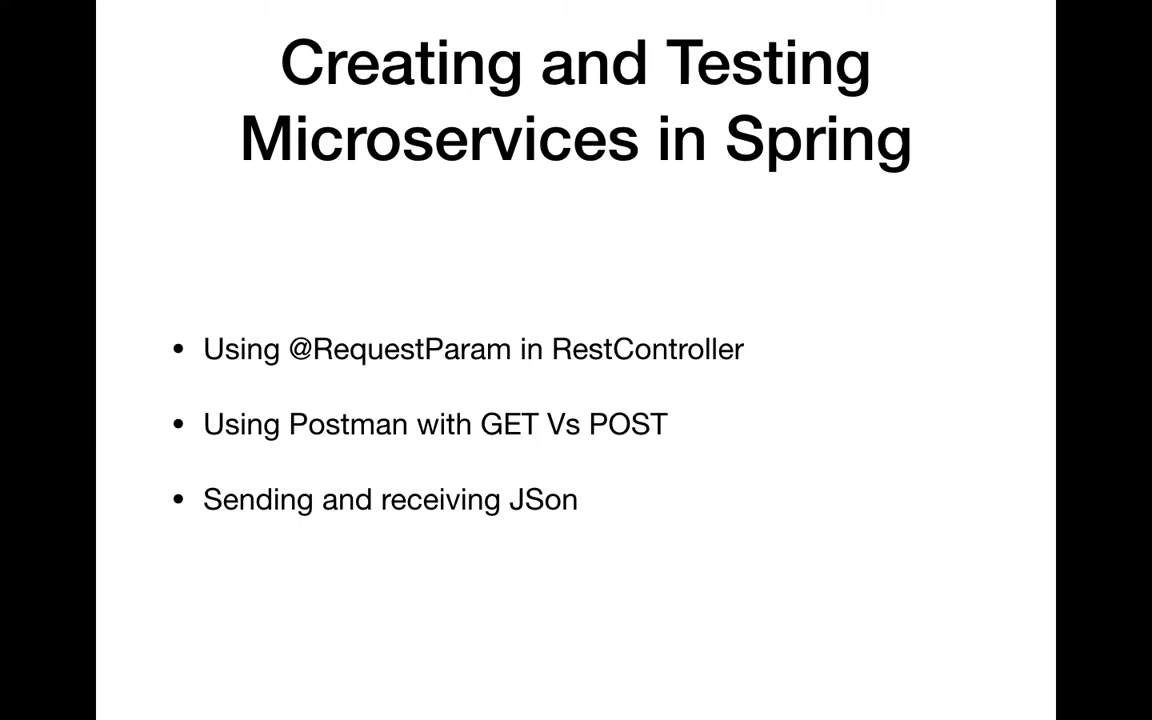 Creating and Testing
Microservices in Spring
• Using @RequestParam in RestController
• Using Postman with GET Vs POST
• Sending and receiving JSon